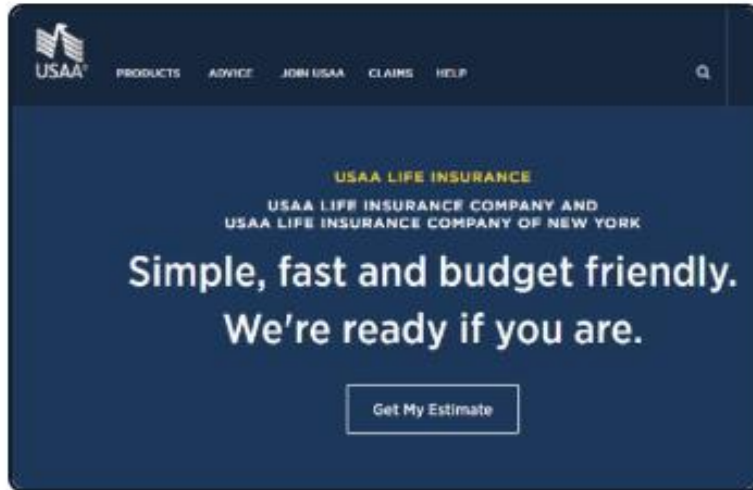 USAA®
PRODUCTS ADVICE JOIN USAA CLAIMS HELP
USAA LIFE INSURANCE
USAA LIFE INSURANCE COMPANY AND
USAA LIFE INSURANCE COMPANY OF NEW YORK
Simple, fast and budget friendly.
We're ready if you are.
Get My Estimate